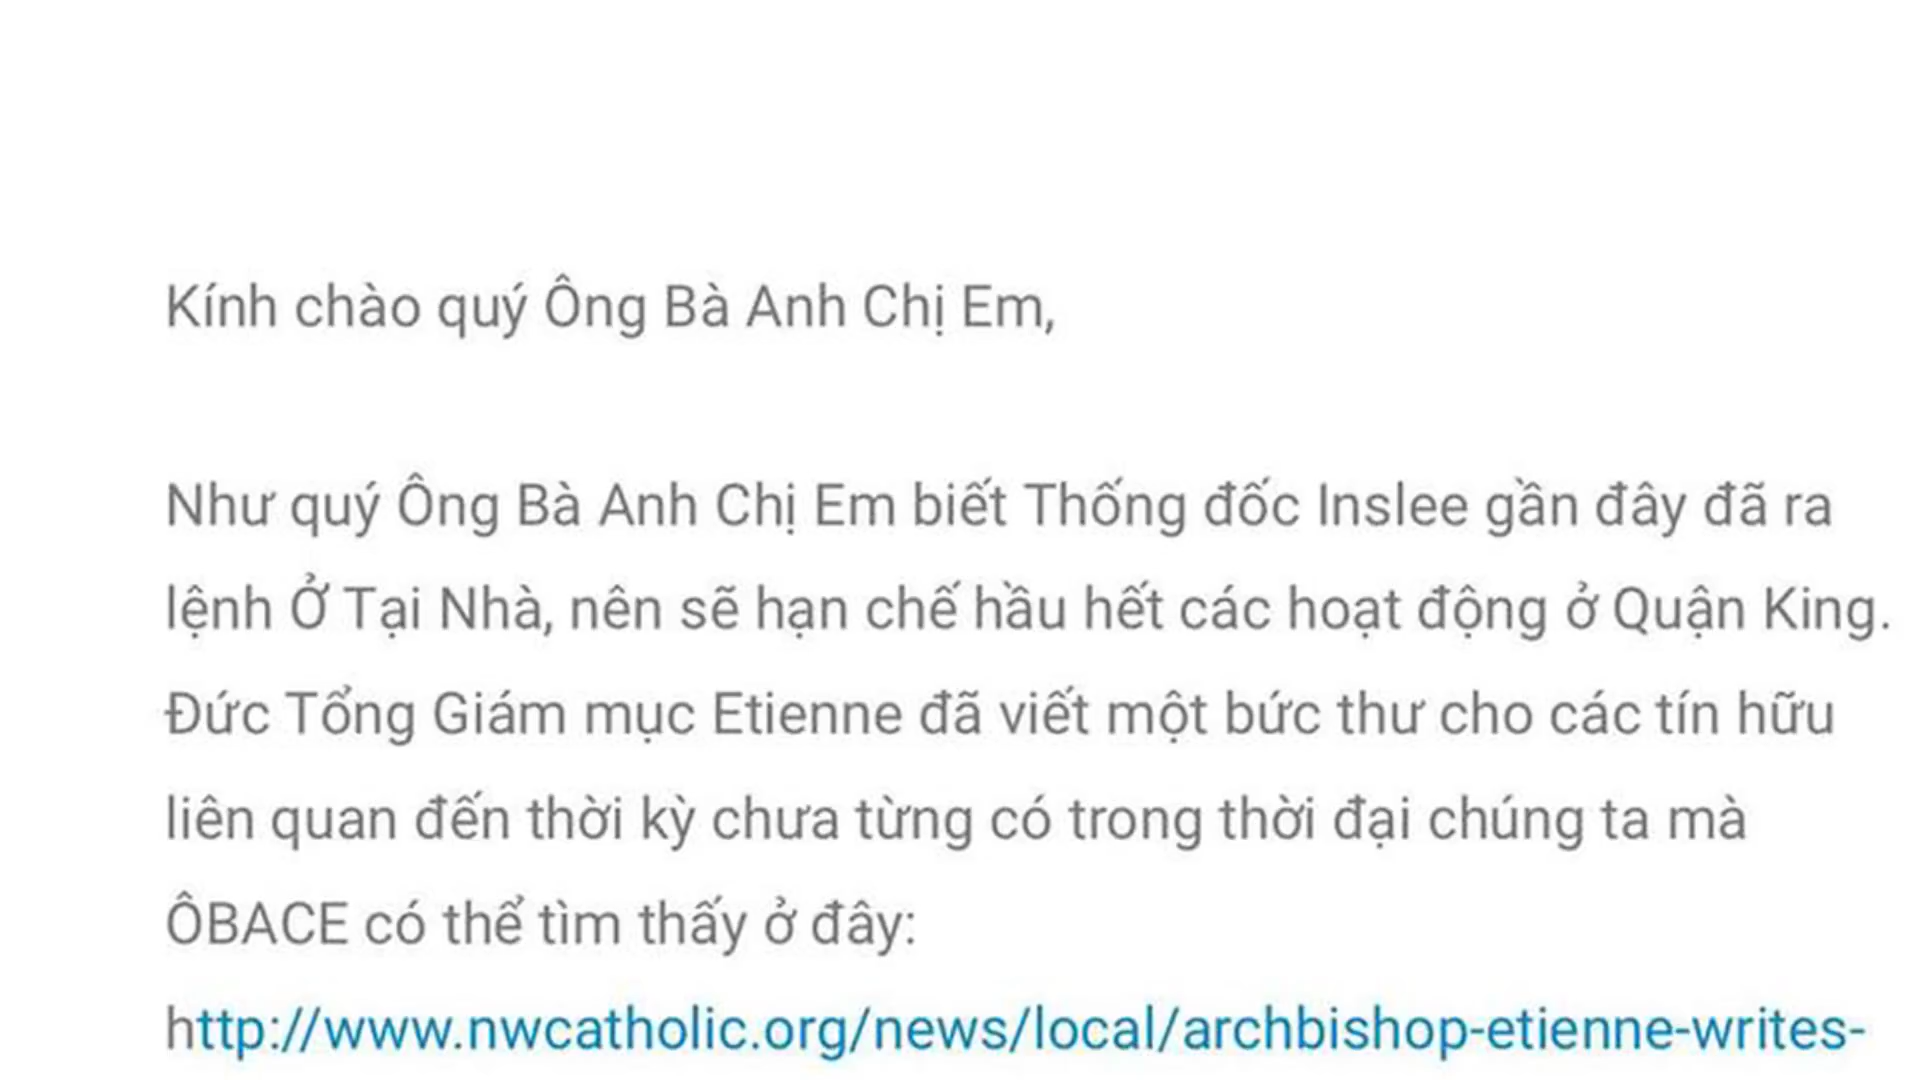 Kính chào quý Ông Bà Anh Chị Em,
Như quý Ông Bà Anh Chị Em biết Thống đốc Inslee gần đây đã ra
lệnh Ở Tại Nhà, nên sẽ hạn chế hầu hết các hoạt động ở Quận King.
Đức Tổng Giám mục Etienne đã viết một bức thư cho các tín hữu
liên quan đến thời kỳ chưa từng có trong thời đại chúng ta mà
ÔBACE có thể tìm thấy ở đây:
http://www.nwcatholic.org/news/local/archbishop-etienne-writes-